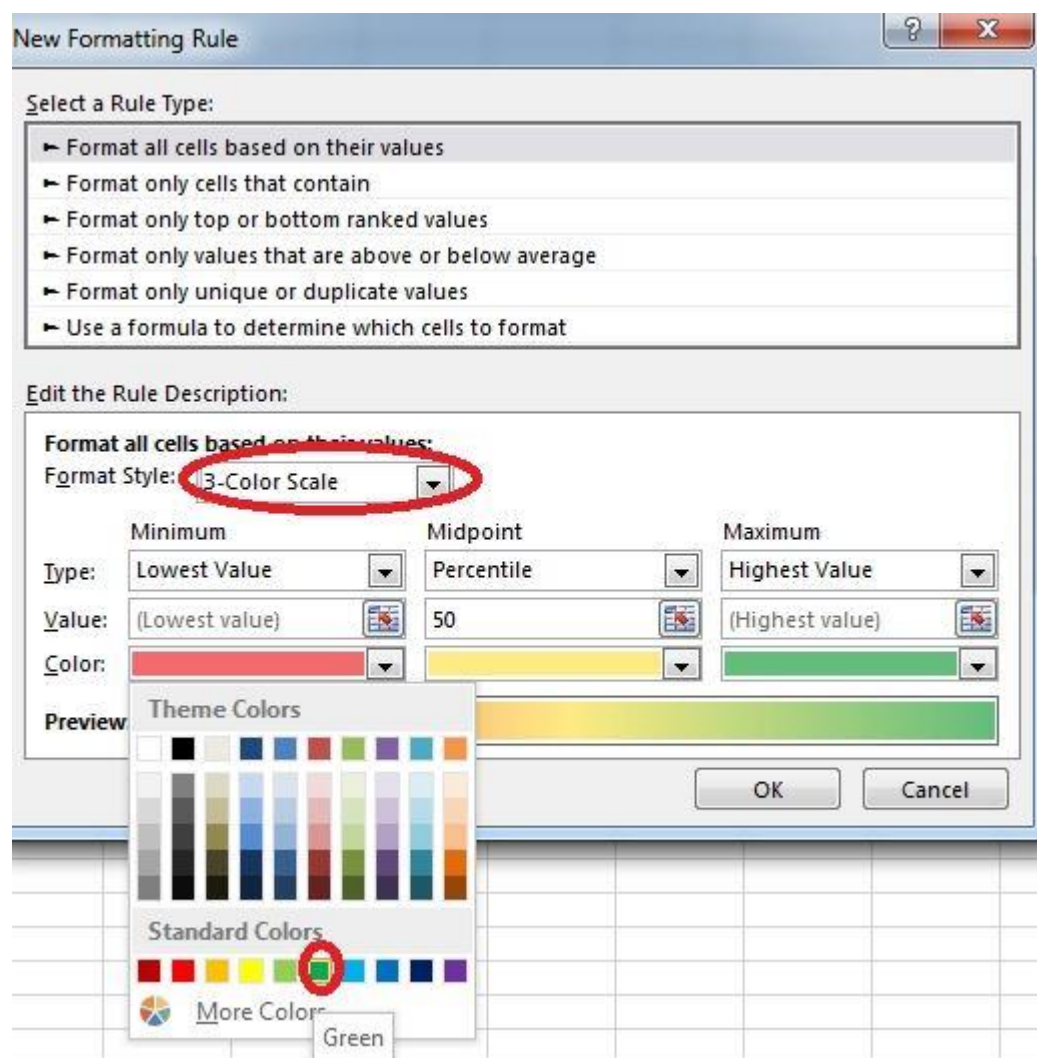 New Formatting Rule
?
X
Select a Rule Type:
► Format all cells based on their values
► Format only cells that contain
► Format only top or bottom ranked values
► Format only values that are above or below average
► Format only unique or duplicate values
► Use a formula to determine which cells to format
Edit the Rule Description:
Format all cells based on their values:
Format Style: 3-Color Scale
Minimum Midpoint Maximum
Type: Lowest Value Percentile Highest Value
Value: (Lowest value) 50 (Highest value)
Color:
Theme Colors
Preview
OK Cancel
Standard Colors
More Colors
Green